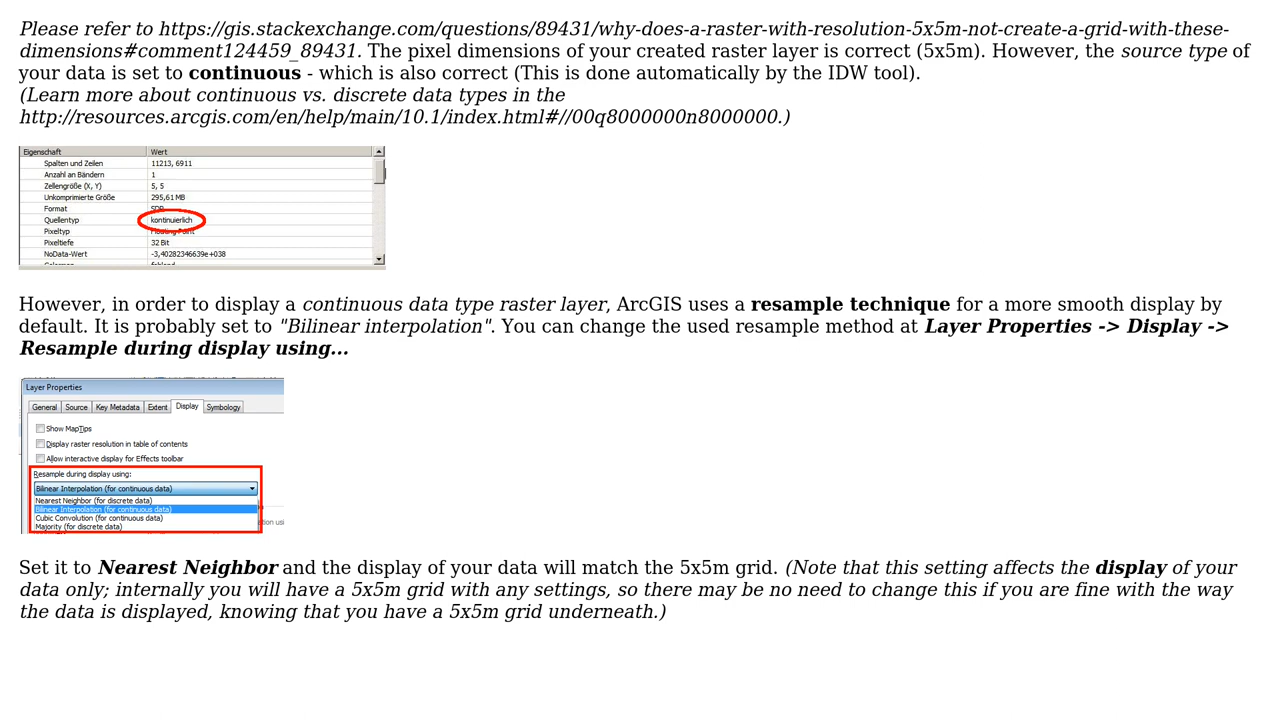 Please refer to https://gis.stackexchange.com/questions/89431/why-does-a-raster-with-resolution-5x5m-not-create-a-grid-with-these-
dimensions#comment124459_89431. The pixel dimensions of your created raster layer is correct (5x5m). However, the source type of
your data is set to continuous - which is also correct (This is done automatically by the IDW tool).
(Learn more about continuous vs. discrete data types in the
http://resources.arcgis.com/en/help/main/10.1/index.html#//00q8000000n8000000.)
Eigenschaft Wert
Spalten und Zeilen 11213, 6911
Anzahl an Bändern 1
Zellengröße (X, Y) 5, 5
Unkomprimierte Größe 295,61 MB
Format
Quellentyp kontinuierlich
Pixeltyp Floating Point
Pixeltiefe 32 Bit
NoData-Wert -3,40282346639e+038
However, in order to display a continuous data type raster layer, ArcGIS uses a resample technique for a more smooth display by
default. It is probably set to "Bilinear interpolation". You can change the used resample method at Layer Properties -> Display ->
Resample during display using...
Layer Properties
General Source Key Metadata Extent Display Symbology
Show MapTips
Display raster resolution in table of contents
Allow interactive display for Effects toolbar
Resample during display using:
Bilinear Interpolation (for continuous data)
Nearest Neighbor (for discrete data)
Bilinear Interpolation (for continuous data)
Cubic Convolution (for continuous data)
Majority (for discrete data)
Set it to Nearest Neighbor and the display of your data will match the 5x5m grid. (Note that this setting affects the display of your
data only; internally you will have a 5x5m grid with any settings, so there may be no need to change this if you are fine with the way
the data is displayed, knowing that you have a 5x5m grid underneath.)